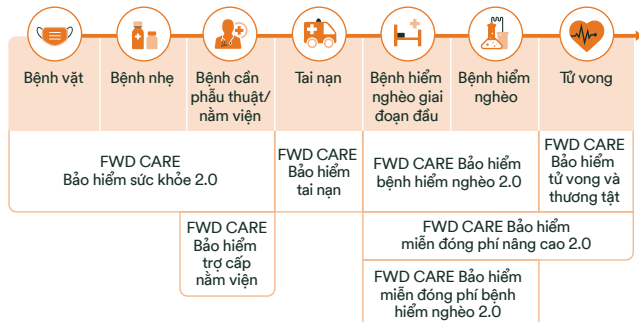 Bệnh vặt
Bệnh nhẹ
Bệnh cần
phẫu thuật/
nằm viện
Tai nạn
Bệnh hiểm
nghèo giai
đoạn đầu
Bệnh hiểm
nghèo
Tử vong
FWD CARE
Bảo hiểm sức khỏe 2.0
FWD CARE
Bảo hiểm
tai nạn
FWD CARE Bảo hiểm
bệnh hiểm nghèo 2.0
FWD CARE
Bảo hiểm
tử vong và
thương tật
FWD CARE
Bảo hiểm
trợ cấp
nằm viện
FWD CARE Bảo hiểm
miễn đóng phí nâng cao 2.0
FWD CARE Bảo hiểm
miễn đóng phí bệnh
hiểm nghèo 2.0